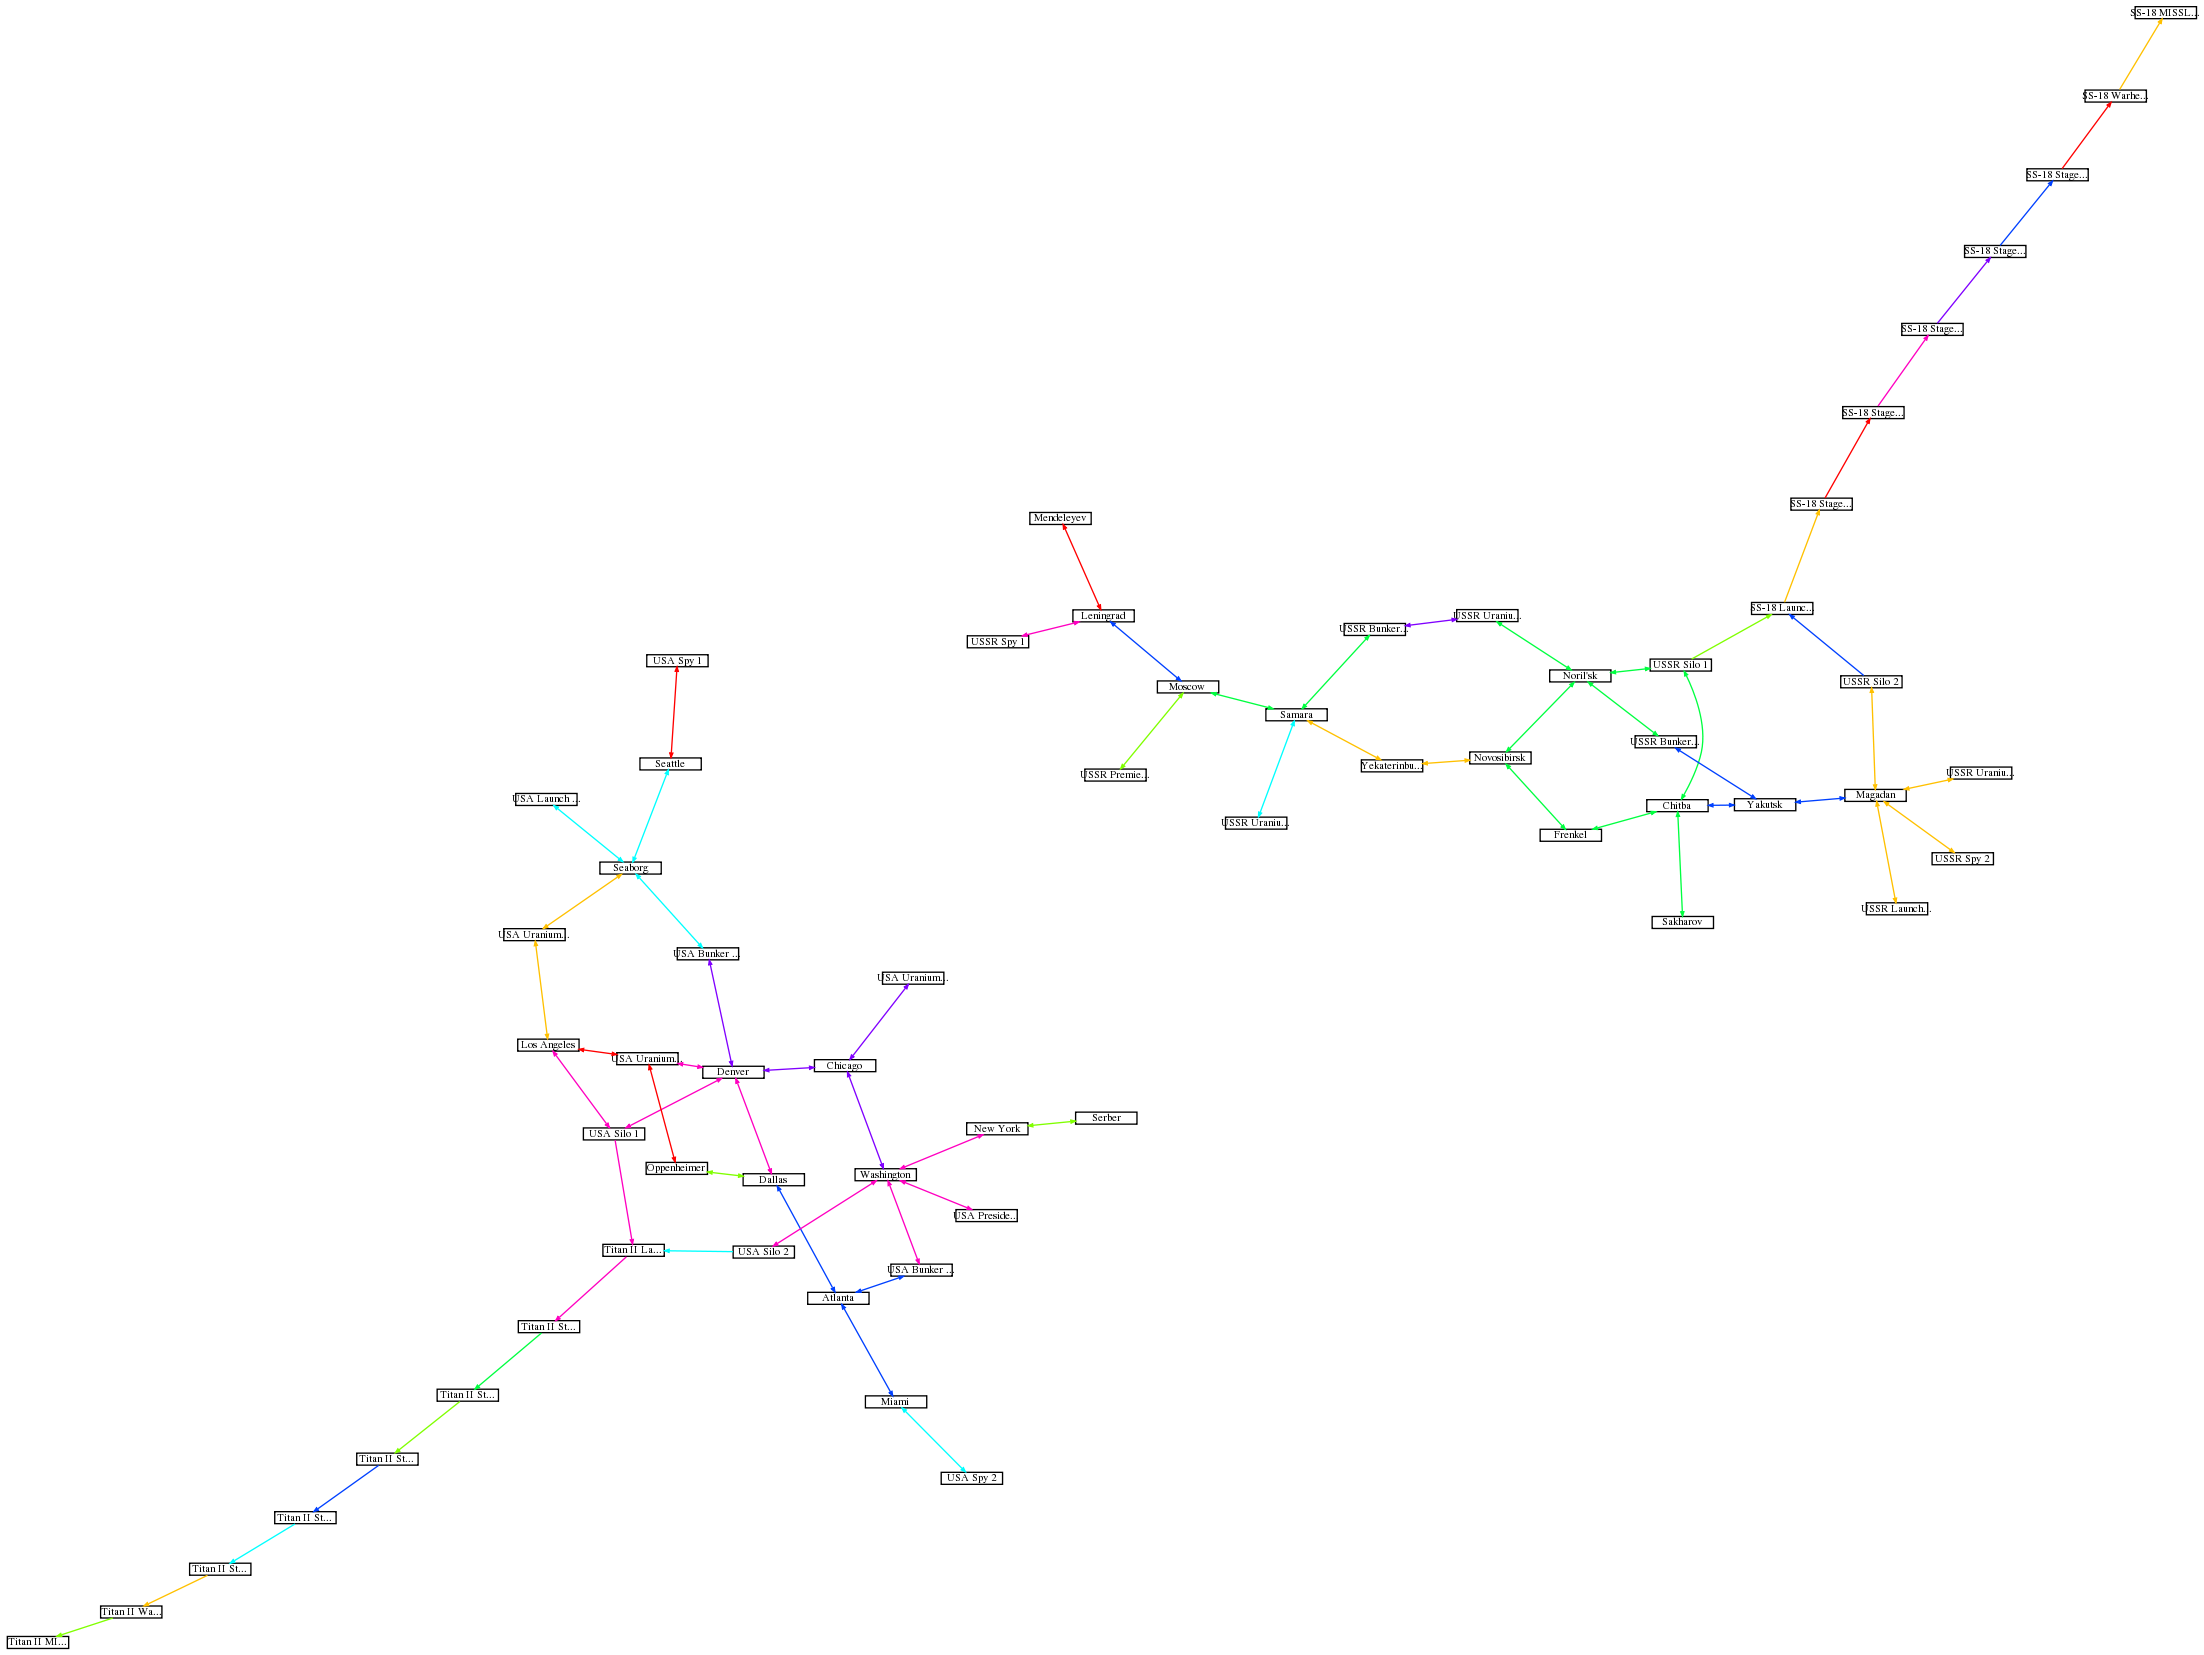 SS-18 MISSL...
SS-18 Warhe...
SS-18 Stage...
SS-18 Stage...
SS-18 Stage...
SS-18 Stage...
SS-18 Stage...
Mendeleyev
SS-18 Launc...
Leningrad
USSR Uraniu...
USSR Bunker...
USSR Spy 1
USA Spy 1
USSR Silo 1
Noril'sk
USSR Silo 2
Moscow
Samara
USSR Bunker...
Novosibirsk
Seattle
Yekaterinbu...
USSR Premie...
USSR Uraniu...
Magadan
USA Launch ...
Chitba
Yakutsk
USSR Uraniu...
Frenkel
USSR Spy 2
Seaborg
USSR Launch...
Sakharov
USA Uranium...
USA Bunker ...
USA Uranium...
Los Angeles
USA Uranium...
Chicago
Denver
Serber
New York
USA Silo 1
Oppenheimer
Washington
Dallas
USA Preside...
Titan II La...
USA Silo 2
USA Bunker ...
Atlanta
Titan II St...
Titan II St...
Miami
Titan II St...
USA Spy 2
Titan II St...
Titan II St...
Titan II Wa...
Titan II MI...